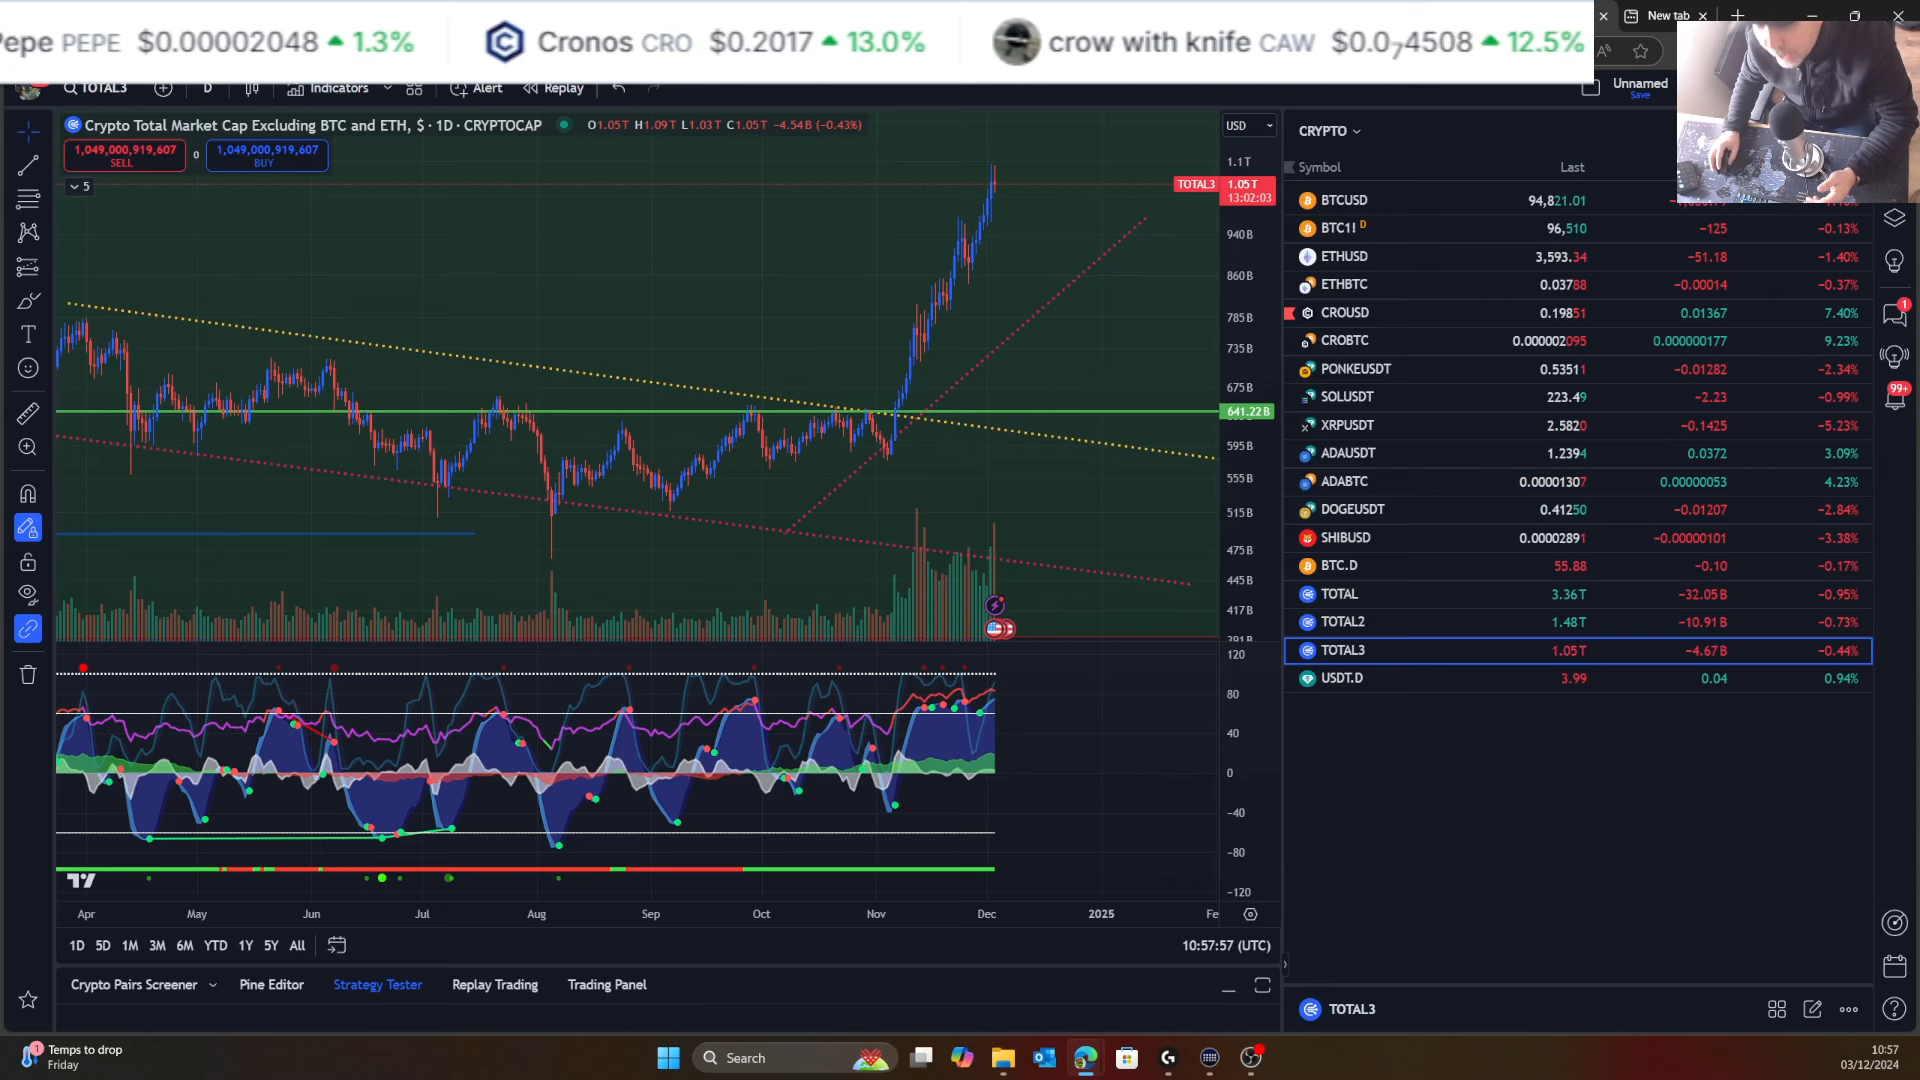 Pepe PEPE $0.00002048 ▲ 1.3% Cronos CRO $0.2017 ▲ 13.0% crow with knife CAW $0.0₇4508 ▲ 12.5%
New tab
TOTAL3 D Indicators Alert Replay
Unnamed
Save
Crypto Total Market Cap Excluding BTC and ETH, $ · 1D · CRYPTOCAP O1.05T H1.09T L1.03T C1.05T −4.54B (−0.43%)
USD
1,049,000,919,607
SELL
0
1,049,000,919,607
BUY
5
1.1T
TOTAL3 1.05T
13:02:03
940B
860B
785B
735B
675B
641.22B
595B
555B
515B
475B
445B
417B
391B
120
80
40
0
−40
−80
−120
Apr May Jun Jul Aug Sep Oct Nov Dec 2025 Fe
1D 5D 1M 3M 6M YTD 1Y 5Y All
10:57:57 (UTC)
Crypto Pairs Screener Pine Editor Strategy Tester Replay Trading Trading Panel
CRYPTO
Symbol Last
BTCUSD 94,821.01
BTC1! D 96,510 −125 −0.13%
ETHUSD 3,593.34 −51.18 −1.40%
ETHBTC 0.03788 −0.00014 −0.37%
CROUSD 0.19851 0.01367 7.40%
CROBTC 0.000002095 0.000000177 9.23%
PONKEUSDT 0.53511 −0.01282 −2.34%
SOLUSDT 223.49 −2.23 −0.99%
XRPUSDT 2.5820 −0.1425 −5.23%
ADAUSDT 1.2394 0.0372 3.09%
ADABTC 0.00001307 0.00000053 4.23%
DOGEUSDT 0.41250 −0.01207 −2.84%
SHIBUSD 0.00002891 −0.00000101 −3.38%
BTC.D 55.88 −0.10 −0.17%
TOTAL 3.36T −32.05B −0.95%
TOTAL2 1.48T −10.91B −0.73%
TOTAL3 1.05T −4.67B −0.44%
USDT.D 3.99 0.04 0.94%
1
99+
TOTAL3
1
Temps to drop
Friday
Search
10:57
03/12/2024